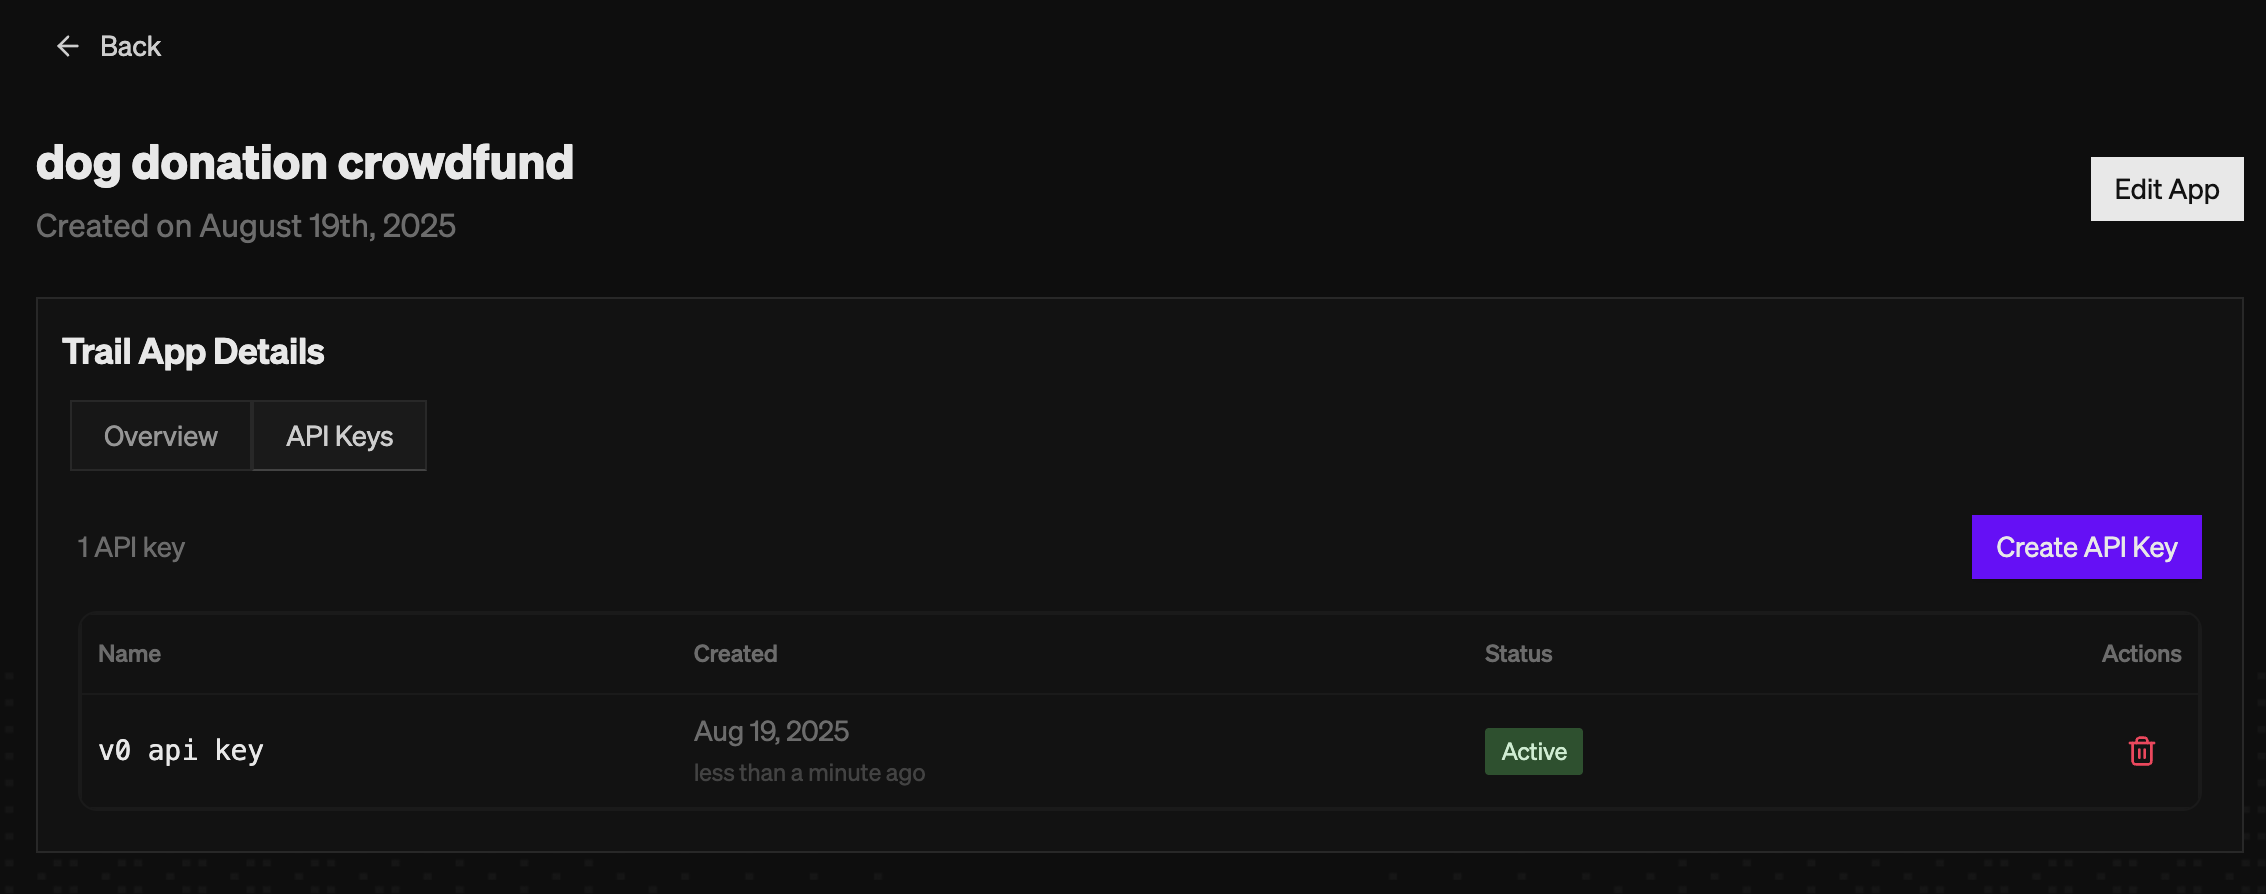 Back
dog donation crowdfund
Created on August 19th, 2025
Edit App
Trail App Details
Overview API Keys
1 API key
Create API Key
Name Created Status Actions
v0 api key Aug 19, 2025 Active
less than a minute ago